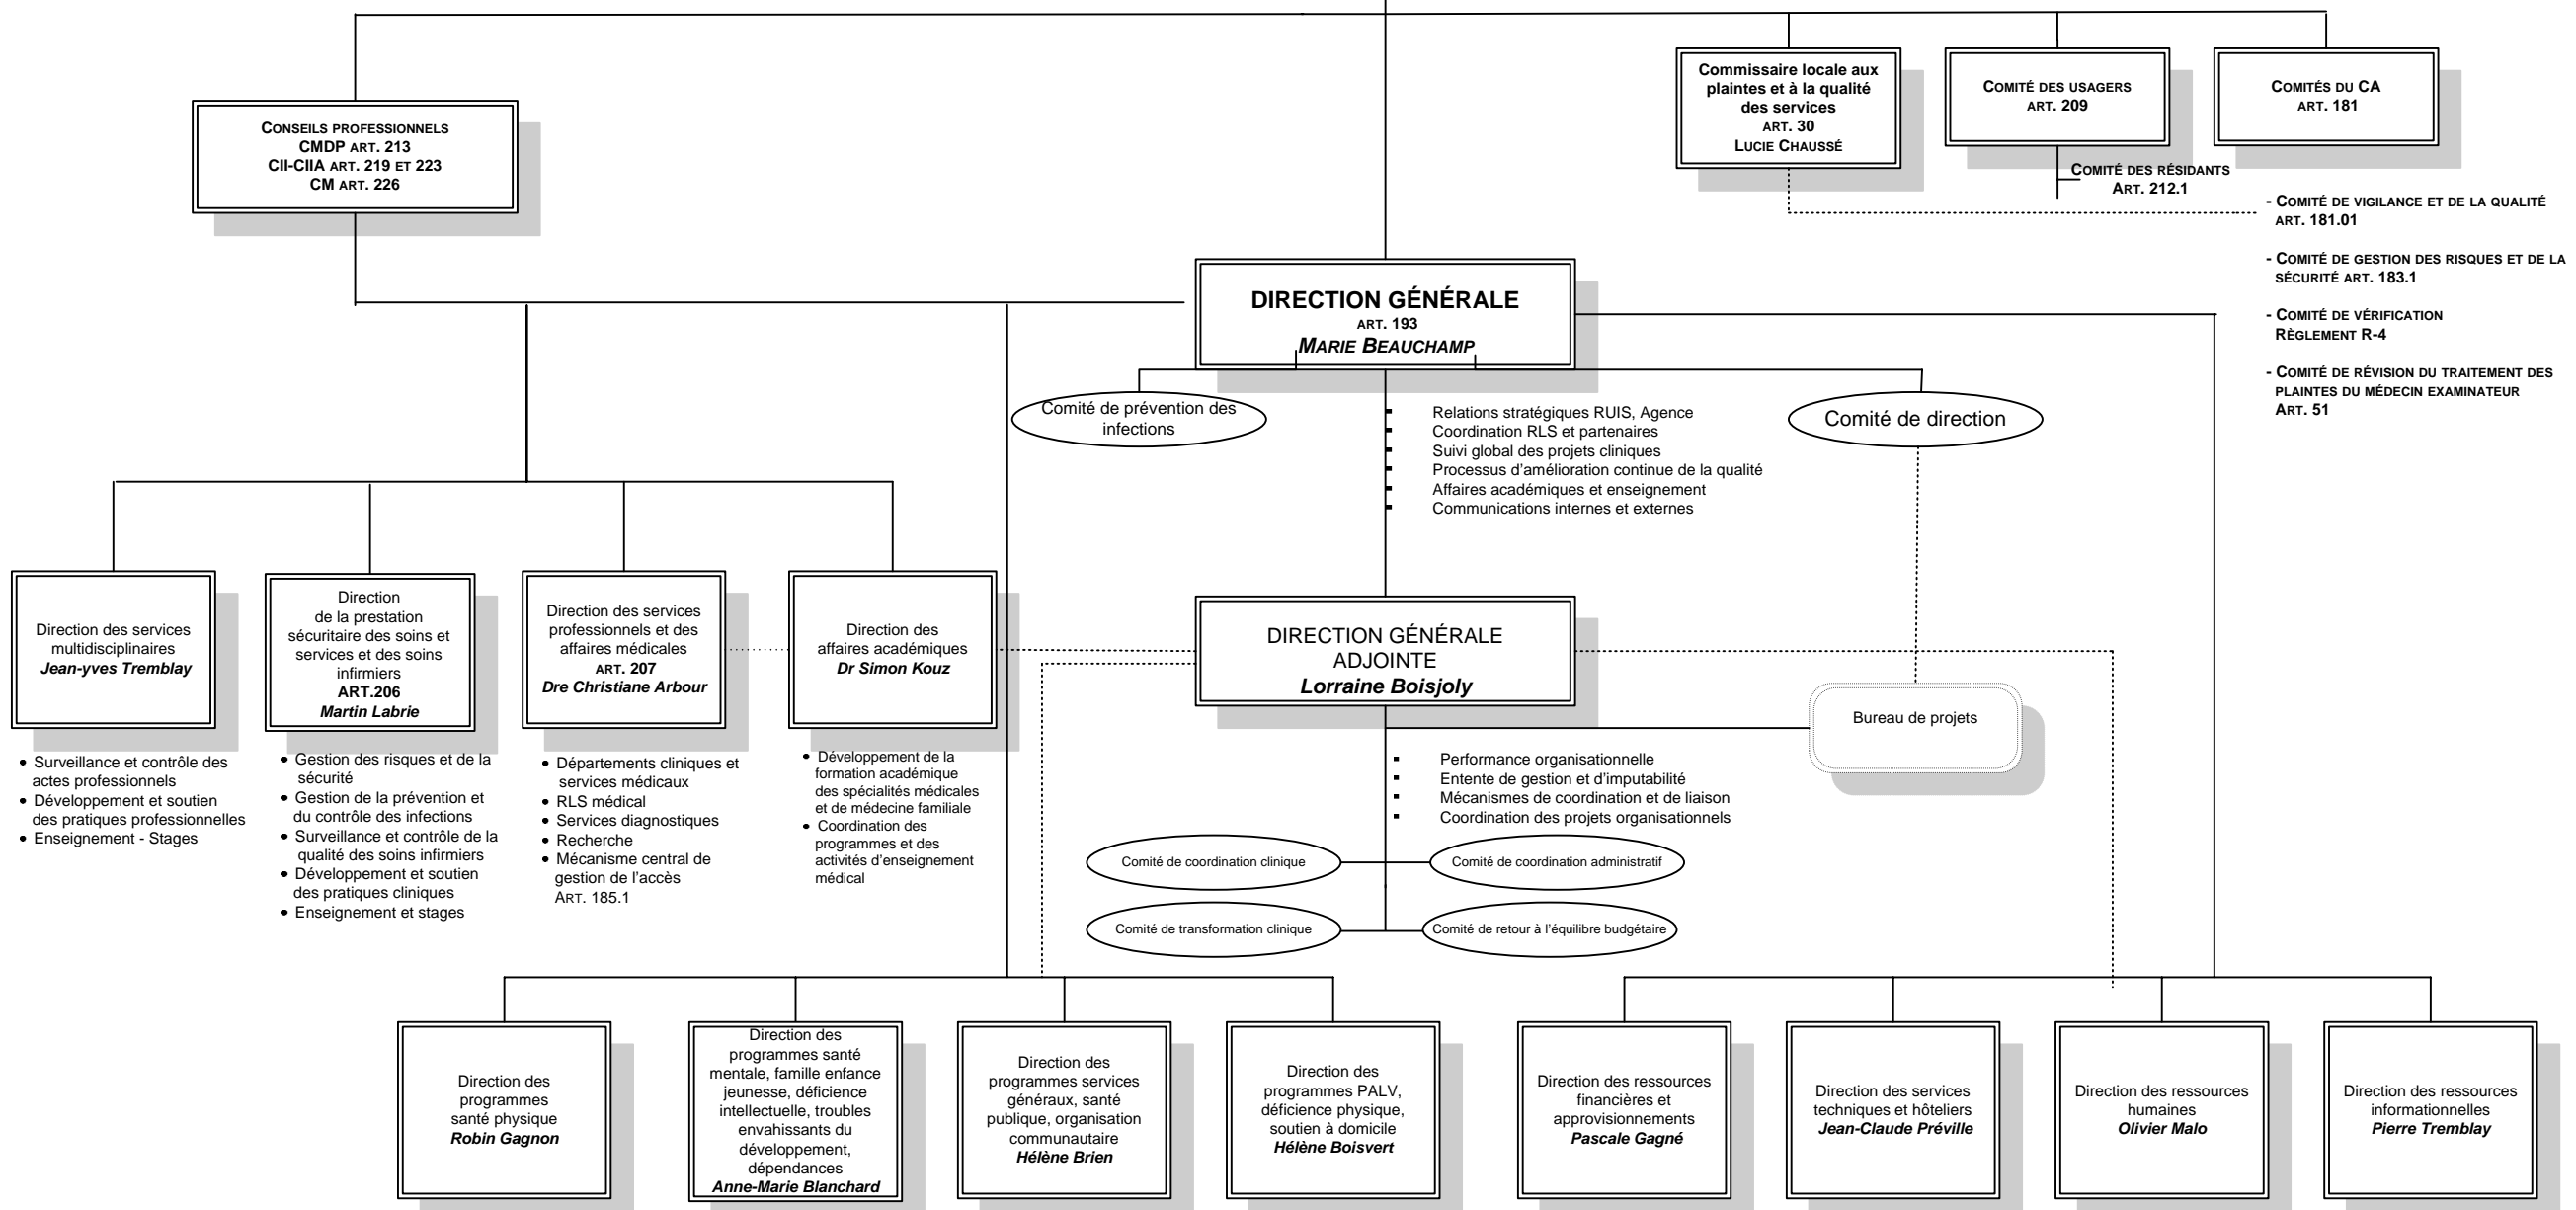 CONSEILS PROFESSIONNELS
CMDP ART. 213
CII-CIIA ART. 219 ET 223
CM ART. 226
Commissaire locale aux
plaintes et à la qualité
des services
ART. 30
LUCIE CHAUSSÉ
COMITÉ DES USAGERS
ART. 209
COMITÉS DU CA
ART. 181
COMITÉ DES RÉSIDANTS
ART. 212.1
- COMITÉ DE VIGILANCE ET DE LA QUALITÉ
ART. 181.01
- COMITÉ DE GESTION DES RISQUES ET DE LA
SÉCURITÉ ART. 183.1
- COMITÉ DE VÉRIFICATION
RÈGLEMENT R-4
- COMITÉ DE RÉVISION DU TRAITEMENT DES
PLAINTES DU MÉDECIN EXAMINATEUR
ART. 51
DIRECTION GÉNÉRALE
ART. 193
MARIE BEAUCHAMP
Comité de prévention des
infections
Comité de direction
▪ Relations stratégiques RUIS, Agence
▪ Coordination RLS et partenaires
▪ Suivi global des projets cliniques
▪ Processus d'amélioration continue de la qualité
▪ Affaires académiques et enseignement
▪ Communications internes et externes
Direction des services
multidisciplinaires
Jean-yves Tremblay
• Surveillance et contrôle des
actes professionnels
• Développement et soutien
des pratiques professionnelles
• Enseignement - Stages
Direction
de la prestation
sécuritaire des soins et
services et des soins
infirmiers
ART.206
Martin Labrie
• Gestion des risques et de la
sécurité
• Gestion de la prévention et
du contrôle des infections
• Surveillance et contrôle de la
qualité des soins infirmiers
• Développement et soutien
des pratiques cliniques
• Enseignement et stages
Direction des services
professionnels et des
affaires médicales
ART. 207
Dre Christiane Arbour
• Départements cliniques et
services médicaux
• RLS médical
• Services diagnostiques
• Recherche
• Mécanisme central de
gestion de l'accès
ART. 185.1
Direction des
affaires académiques
Dr Simon Kouz
• Développement de la
formation académique
des spécialités médicales
et de médecine familiale
• Coordination des
programmes et des
activités d'enseignement
médical
DIRECTION GÉNÉRALE
ADJOINTE
Lorraine Boisjoly
Bureau de projets
▪ Performance organisationnelle
▪ Entente de gestion et d'imputabilité
▪ Mécanismes de coordination et de liaison
▪ Coordination des projets organisationnels
Comité de coordination clinique
Comité de coordination administratif
Comité de transformation clinique
Comité de retour à l'équilibre budgétaire
Direction des
programmes
santé physique
Robin Gagnon
Direction des
programmes santé
mentale, famille enfance
jeunesse, déficience
intellectuelle, troubles
envahissants du
développement,
dépendances
Anne-Marie Blanchard
Direction des
programmes services
généraux, santé
publique, organisation
communautaire
Hélène Brien
Direction des
programmes PALV,
déficience physique,
soutien à domicile
Hélène Boisvert
Direction des ressources
financières et
approvisionnements
Pascale Gagné
Direction des services
techniques et hôteliers
Jean-Claude Préville
Direction des ressources
humaines
Olivier Malo
Direction des ressources
informationnelles
Pierre Tremblay